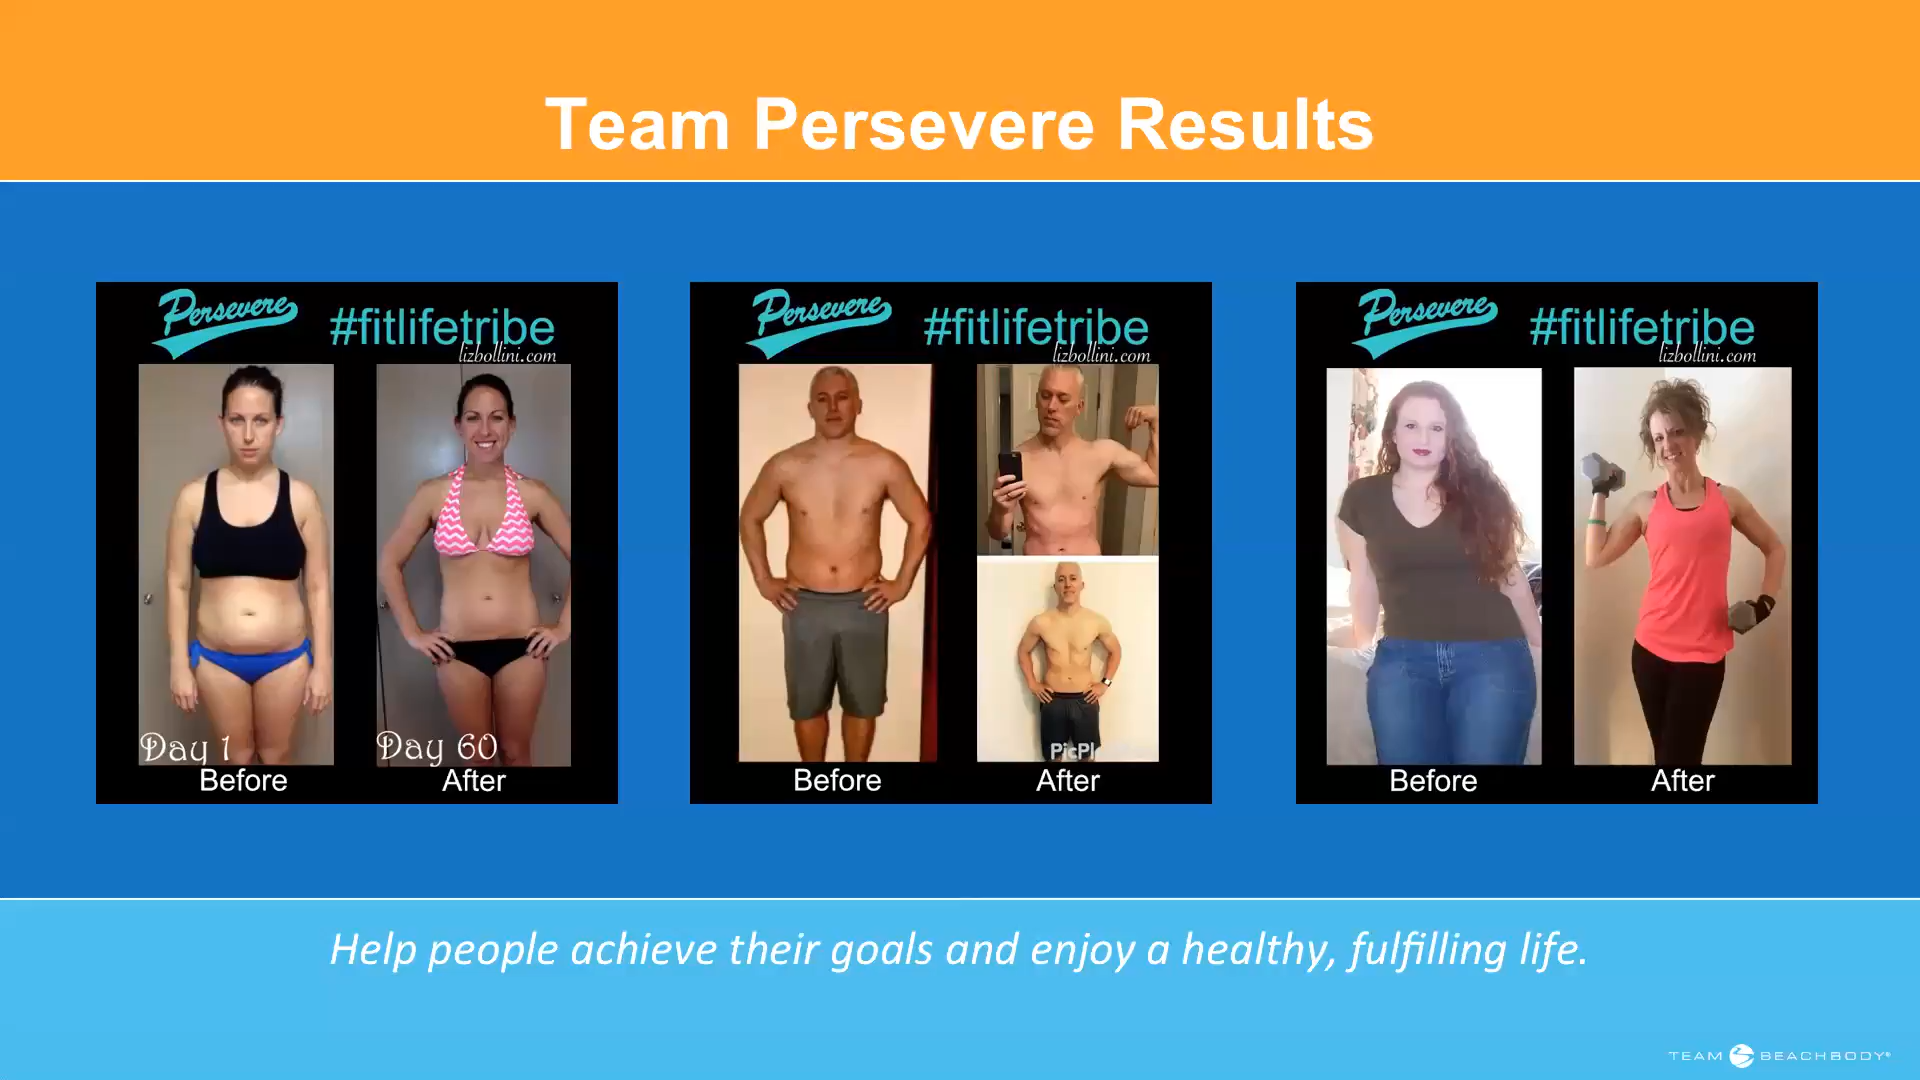 Team Persevere Results
Persevere
#fitlifetribe
lizbollini.com
Day 1
Day 60
Before
After
Persevere
#fitlifetribe
lizbollini.com
Before
After
Persevere
#fitlifetribe
lizbollini.com
Before
After
Help people achieve their goals and enjoy a healthy, fulfilling life.
TEAM BEACHBODY®